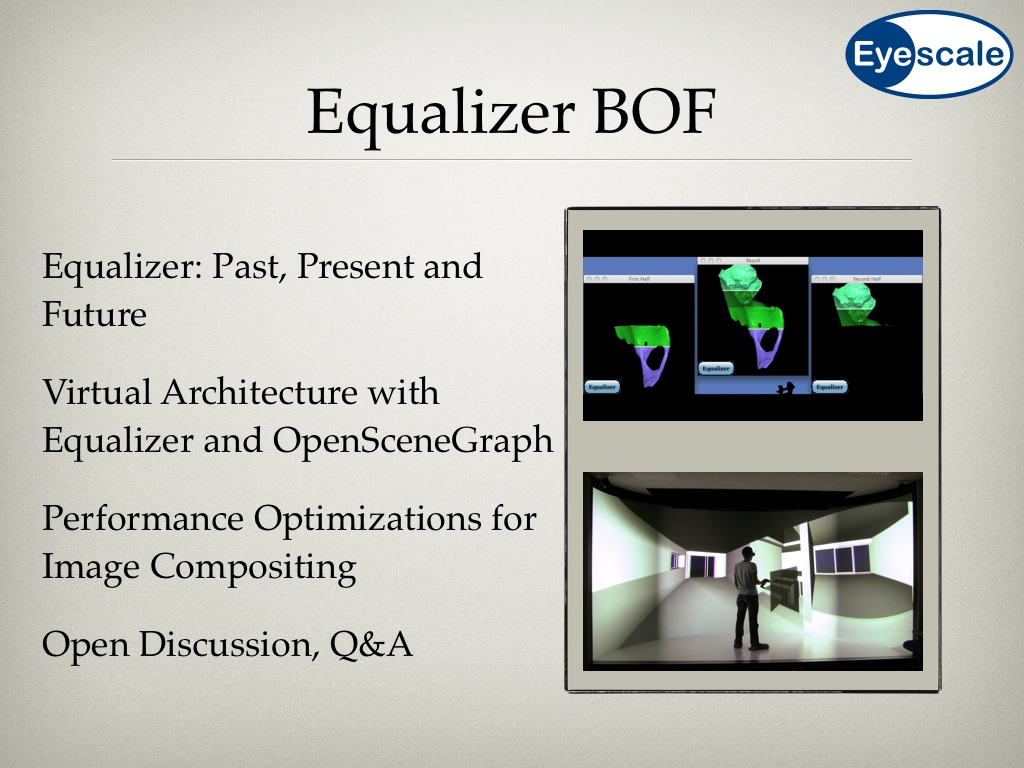 Eyescale
Equalizer BOF
Equalizer: Past, Present and
Future
Virtual Architecture with
Equalizer and OpenSceneGraph
Performance Optimizations for
Image Compositing
Open Discussion, Q&A
Result
First Half
Second Half
Equalizer
Equalizer
Equalizer